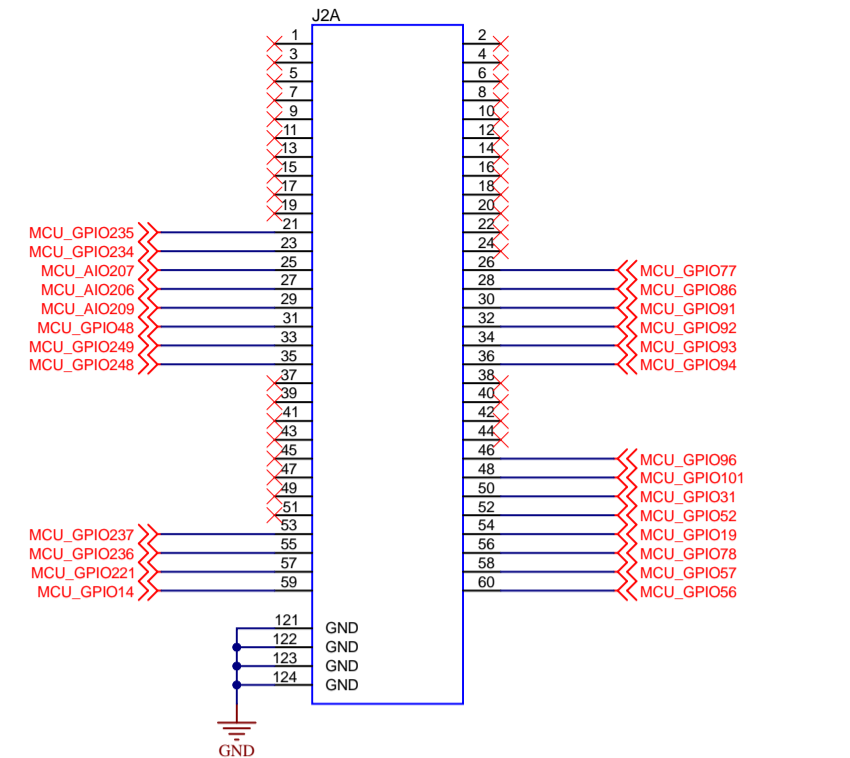 J2A
1 2
3 4
5 6
7 8
9 10
11 12
13 14
15 16
17 18
19 20
MCU_GPIO235 21 22
MCU_GPIO234 23 24
MCU_AIO207 25 26 MCU_GPIO77
MCU_AIO206 27 28 MCU_GPIO86
MCU_AIO209 29 30 MCU_GPIO91
MCU_GPIO48 31 32 MCU_GPIO92
MCU_GPIO249 33 34 MCU_GPIO93
MCU_GPIO248 35 36 MCU_GPIO94
37 38
39 40
41 42
43 44
45 46 MCU_GPIO96
47 48 MCU_GPIO101
49 50 MCU_GPIO31
51 52 MCU_GPIO52
MCU_GPIO237 53 54 MCU_GPIO19
MCU_GPIO236 55 56 MCU_GPIO78
MCU_GPIO221 57 58 MCU_GPIO57
MCU_GPIO14 59 60 MCU_GPIO56
121 GND
122 GND
123 GND
124 GND
GND